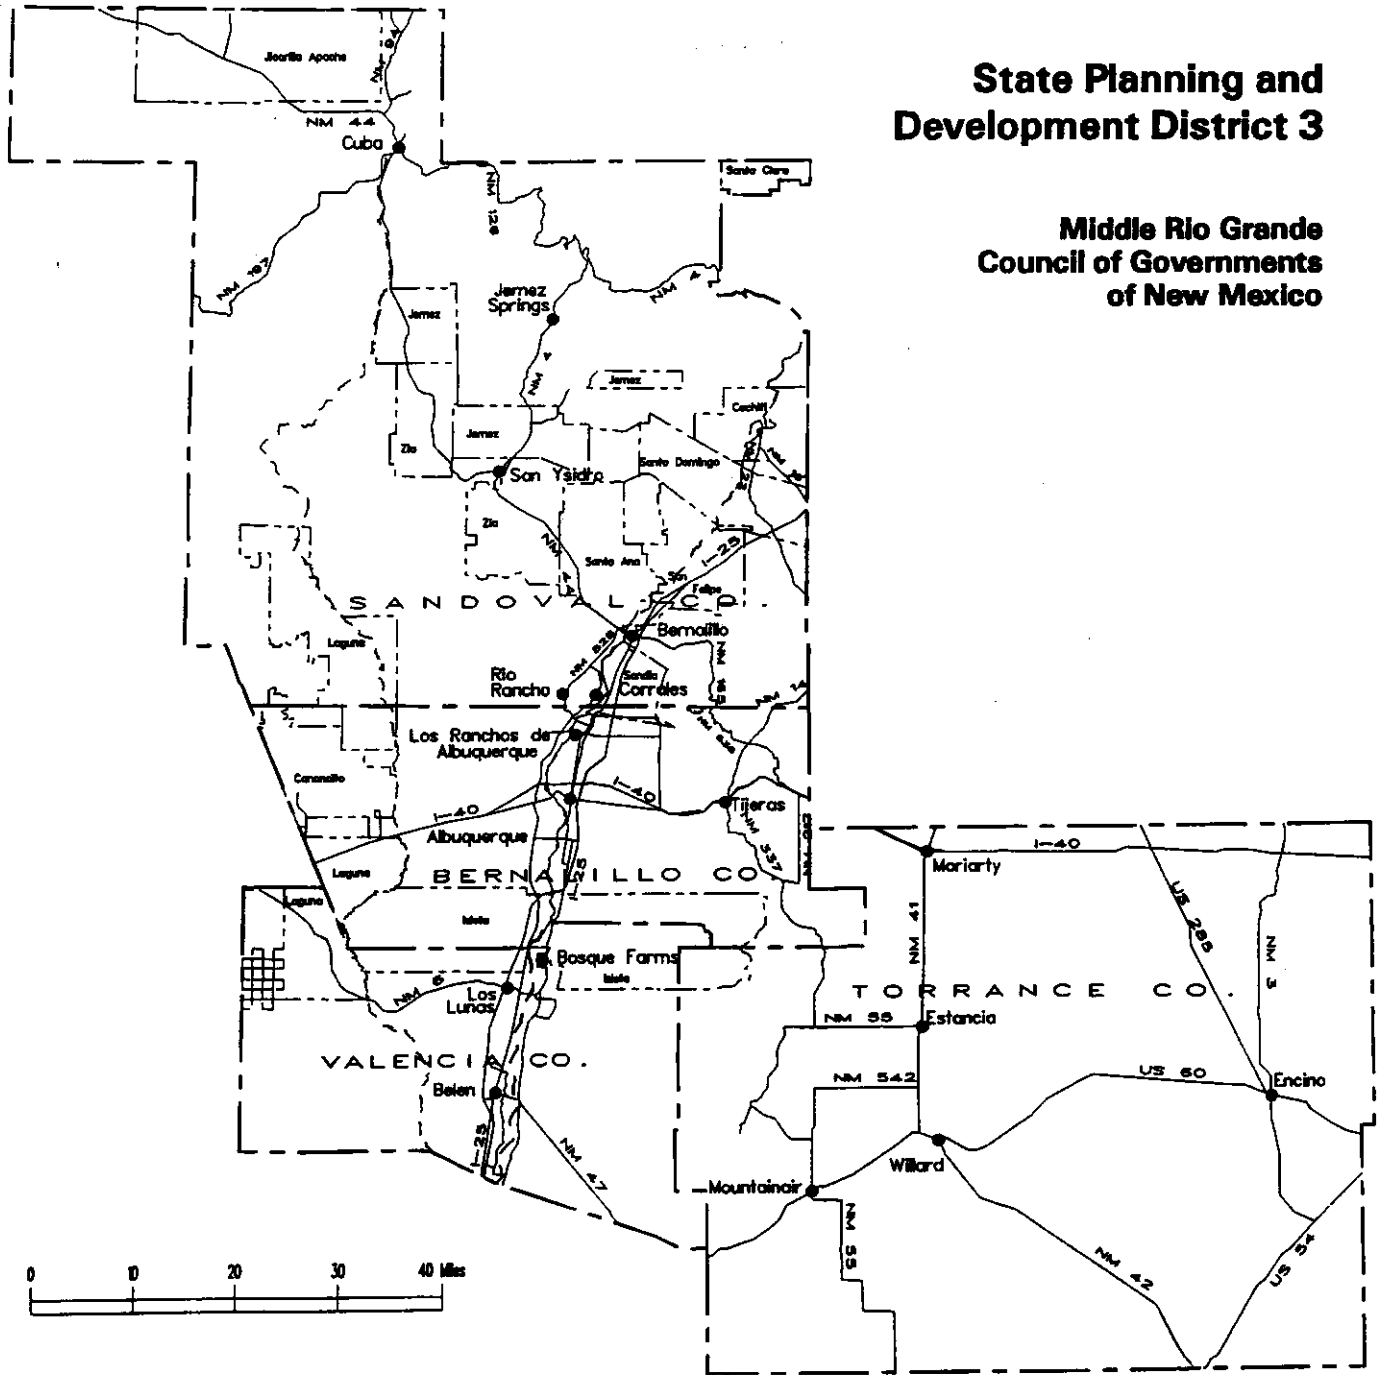 State Planning and
Development District 3
Middle Rio Grande
Council of Governments
of New Mexico
Jicarilla Apache
NM 44
Cuba
Santa Clara
NM 126
NM 197
Jemez
Springs
NM 4
Jemez
NM 4
Jemez
Cochiti
Jemez
Zia
Santo Domingo
San Ysidro
Zia
NM 44
Santa Ana
I-25
San
Felipe
SANDOVAL CO.
Bernalillo
NM 528
Laguna
NM 165
Rio
Rancho
Sandia
Corrales
NM 14
Los Ranchos de
Albuquerque
NM 536
Canoncito
I-40
I-40
Tijeras
Albuquerque
NM 337
I-40
Moriarty
Laguna
I-25
BERNALILLO CO.
Laguna
Isleta
NM 41
US 285
NM 3
Bosque Farms
Isleta
NM 6
Los
Lunas
TORRANCE CO.
NM 55
Estancia
VALENCIA CO.
NM 542
US 60
Encino
Belen
I-25
NM 47
Willard
Mountainair
NM 55
NM 42
US 54
0 10 20 30 40 Miles